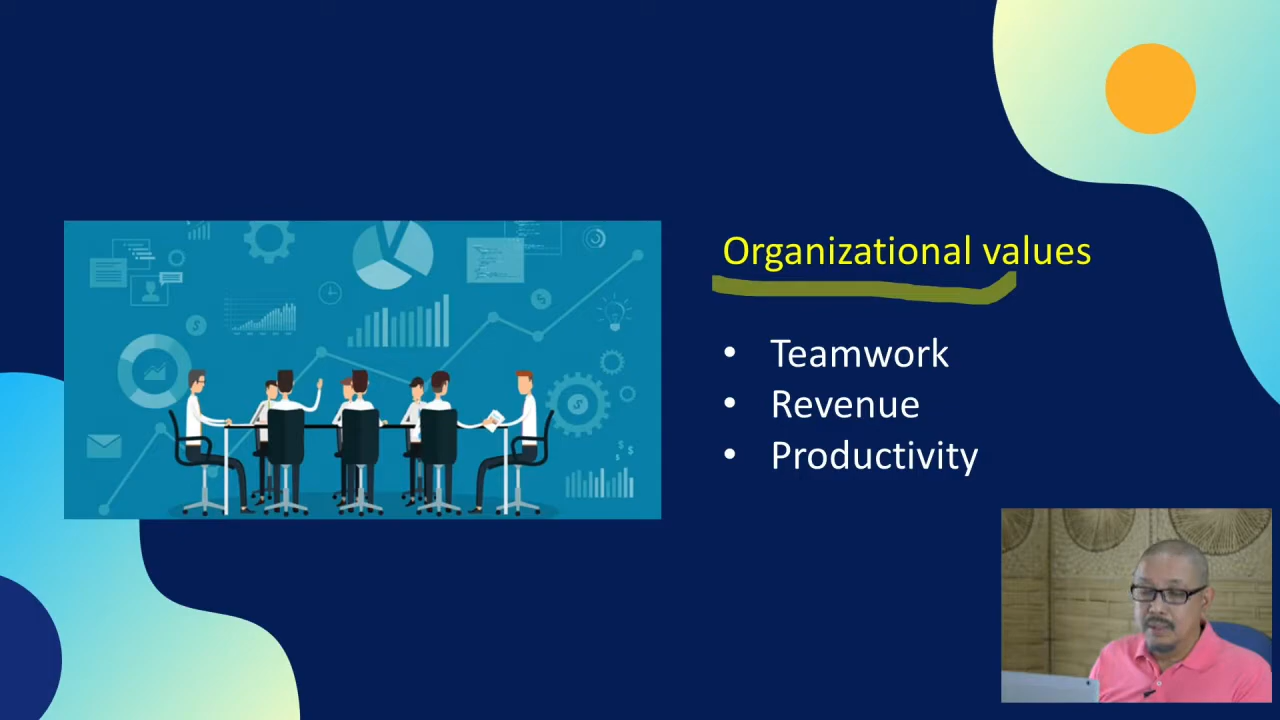 Organizational values
• Teamwork
• Revenue
• Productivity